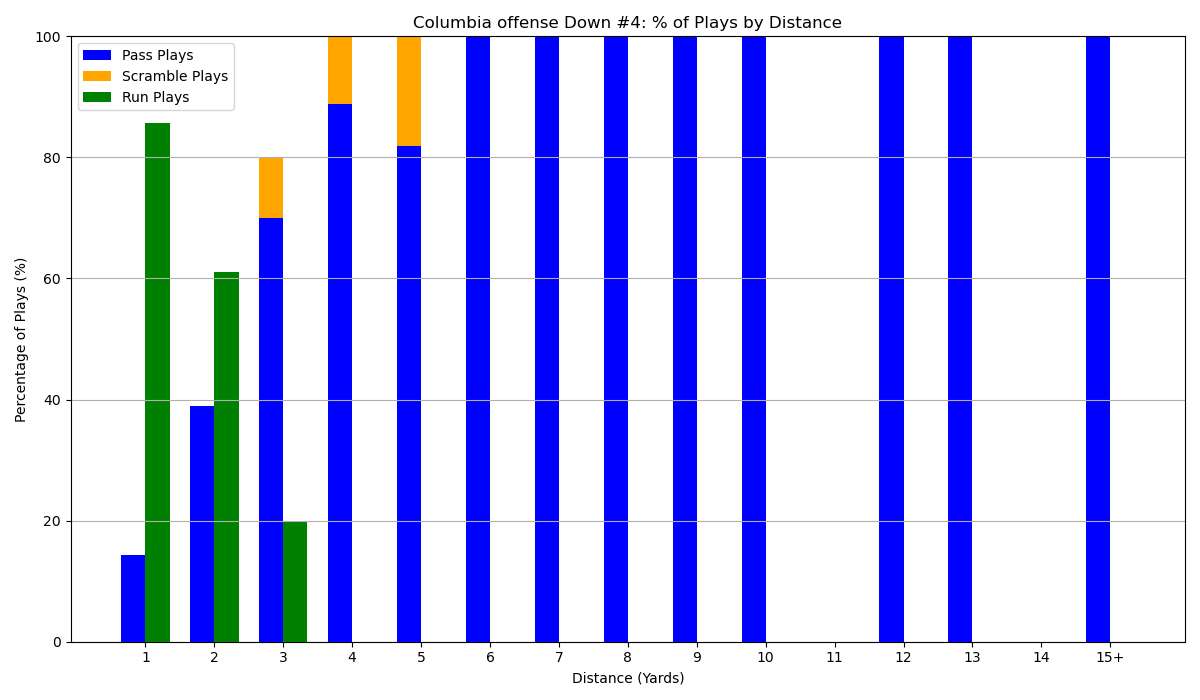 Columbia offense Down #4: % of Plays by Distance
Pass Plays
Scramble Plays
Run Plays
Percentage of Plays (%)
100
80
60
40
20
0
1 2 3 4 5 6 7 8 9 10 11 12 13 14 15+
Distance (Yards)